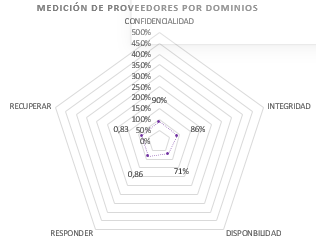 MEDICIÓN DE PROVEEDORES POR DOMINIOS
CONFIDENCIALIDAD
500%
450%
400%
350%
300%
250%
200%
150%
100%
50%
0%
90%
RECUPERAR
INTEGRIDAD
0,83
86%
0,86
71%
RESPONDER
DISPONBILIDAD